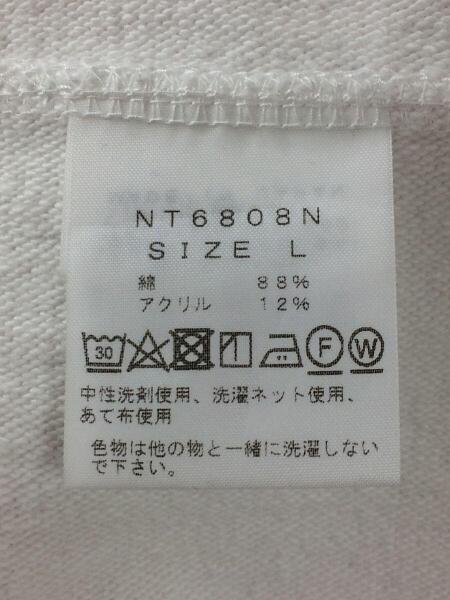 NT6808N
SIZE L
綿 88%
アクリル 12%
30 F W
中性洗剤使用、洗濯ネット使用、
あて布使用
色物は他の物と一緒に洗濯しない
で下さい。